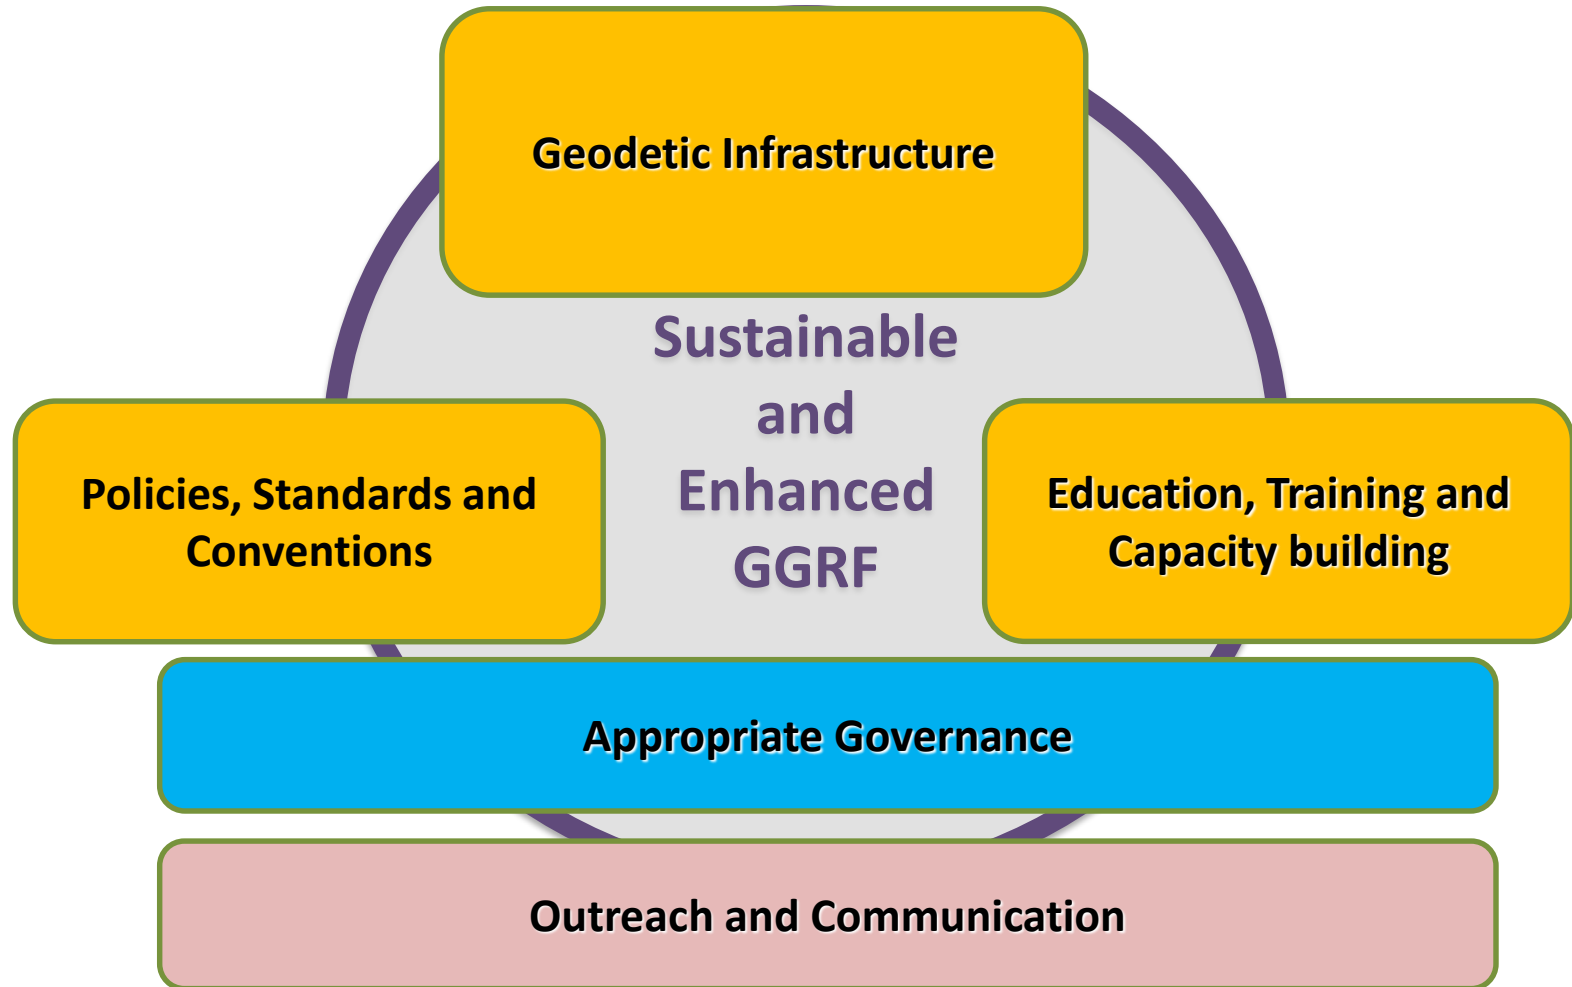 Geodetic Infrastructure
Sustainable
and
Enhanced
GGRF
Policies, Standards and
Conventions
Education, Training and
Capacity building
Appropriate Governance
Outreach and Communication